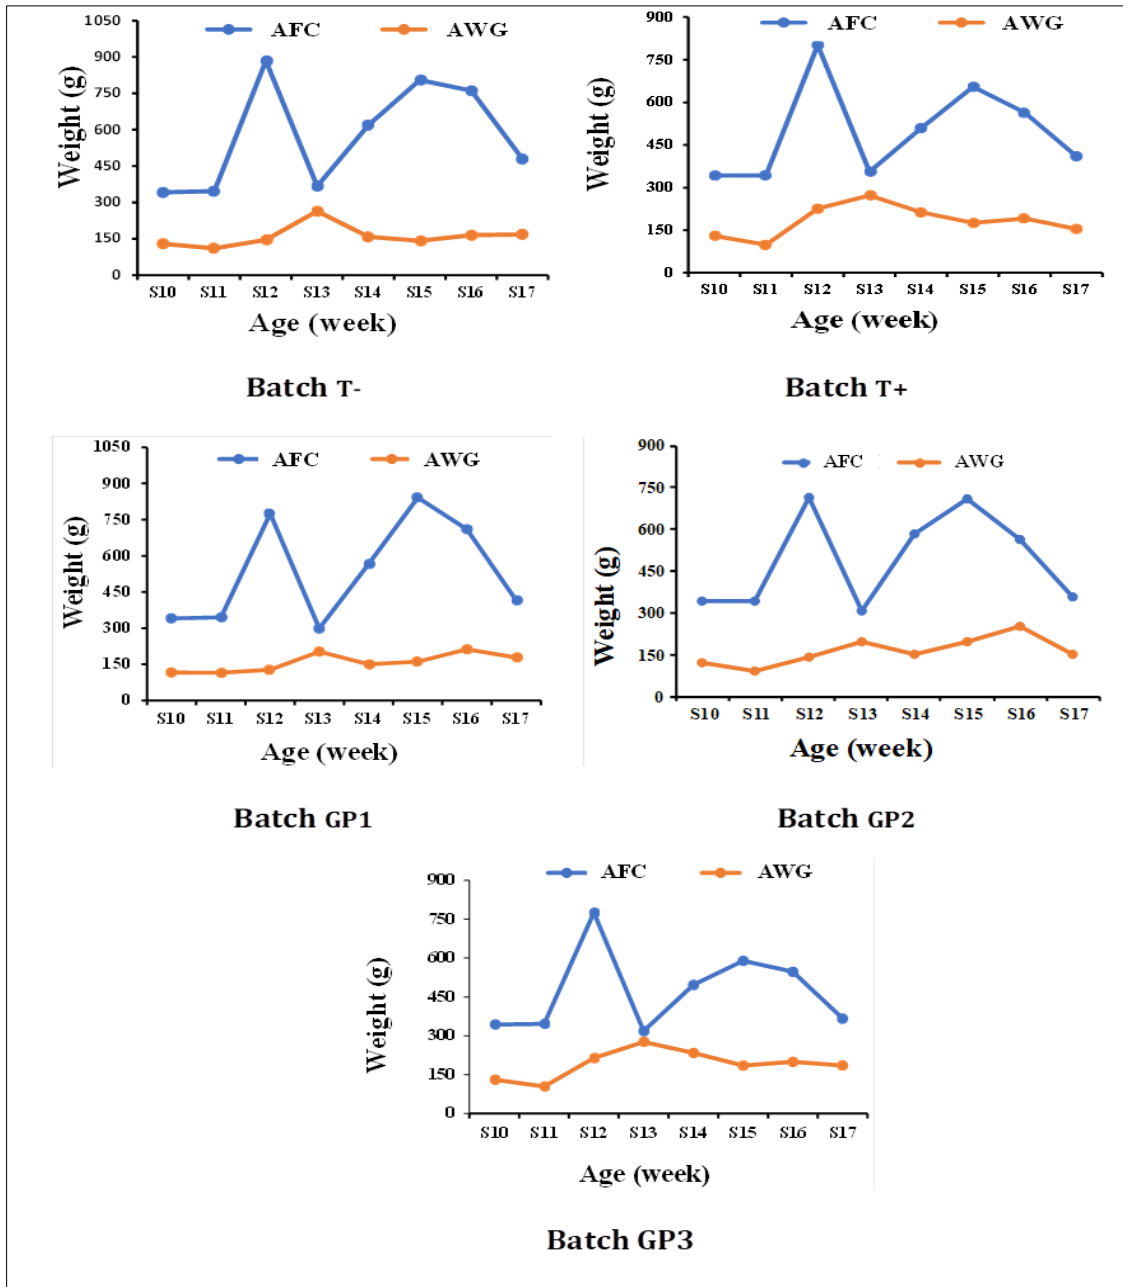 AFC AWG
Weight (g)
1050
900
750
600
450
300
150
0
S10 S11 S12 S13 S14 S15 S16 S17
Age (week)
Batch T-
AFC AWG
Weight (g)
900
750
600
450
300
150
0
S10 S11 S12 S13 S14 S15 S16 S17
Age (week)
Batch T+
AFC AWG
Weight (g)
1050
900
750
600
450
300
150
0
S10 S11 S12 S13 S14 S15 S16 S17
Age (week)
Batch GP1
AFC AWG
Weight (g)
900
750
600
450
300
150
0
S10 S11 S12 S13 S14 S15 S16 S17
Age (week)
Batch GP2
AFC AWG
Weight (g)
900
750
600
450
300
150
0
S10 S11 S12 S13 S14 S15 S16 S17
Age (week)
Batch GP3